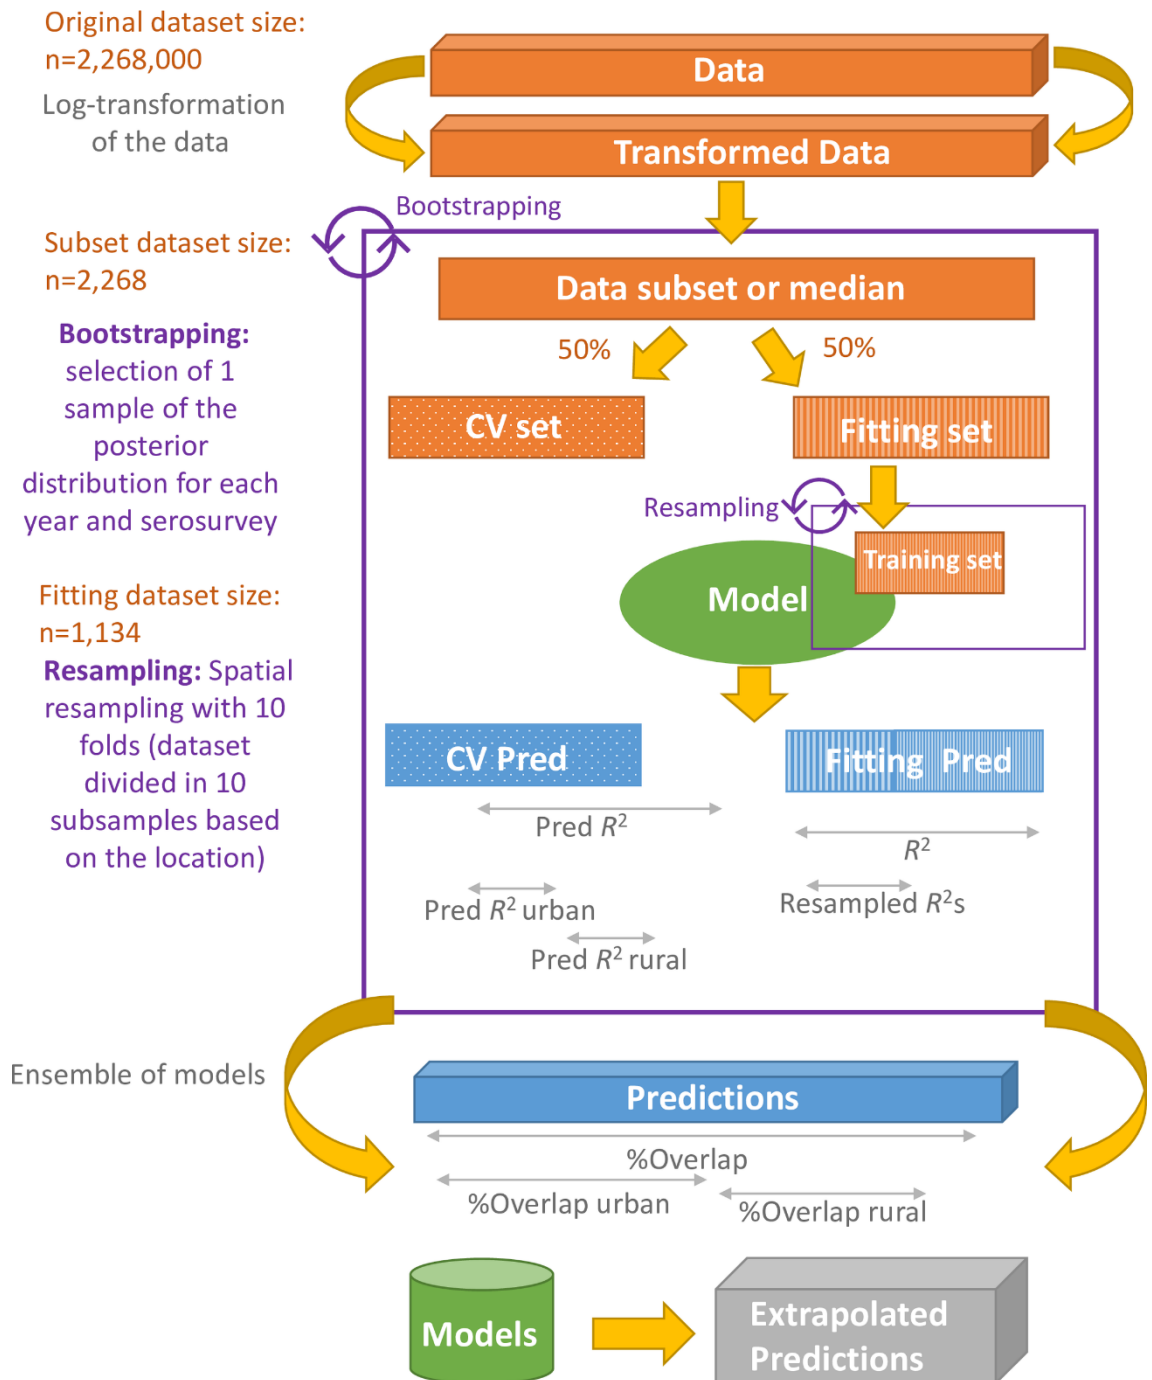 Original dataset size:
n=2,268,000
Log-transformation
of the data
Data
Transformed Data
Bootstrapping
Subset dataset size:
n=2,268
Data subset or median
50%
50%
Bootstrapping:
selection of 1
sample of the
posterior
distribution for each
year and serosurvey
CV set
Fitting set
Resampling
Training set
Model
Fitting dataset size:
n=1,134
Resampling: Spatial
resampling with 10
folds (dataset
divided in 10
subsamples based
on the location)
CV Pred
Fitting Pred
Pred R²
R²
Pred R² urban
Resampled R²s
Pred R² rural
Ensemble of models
Predictions
%Overlap
%Overlap urban
%Overlap rural
Models
Extrapolated
Predictions